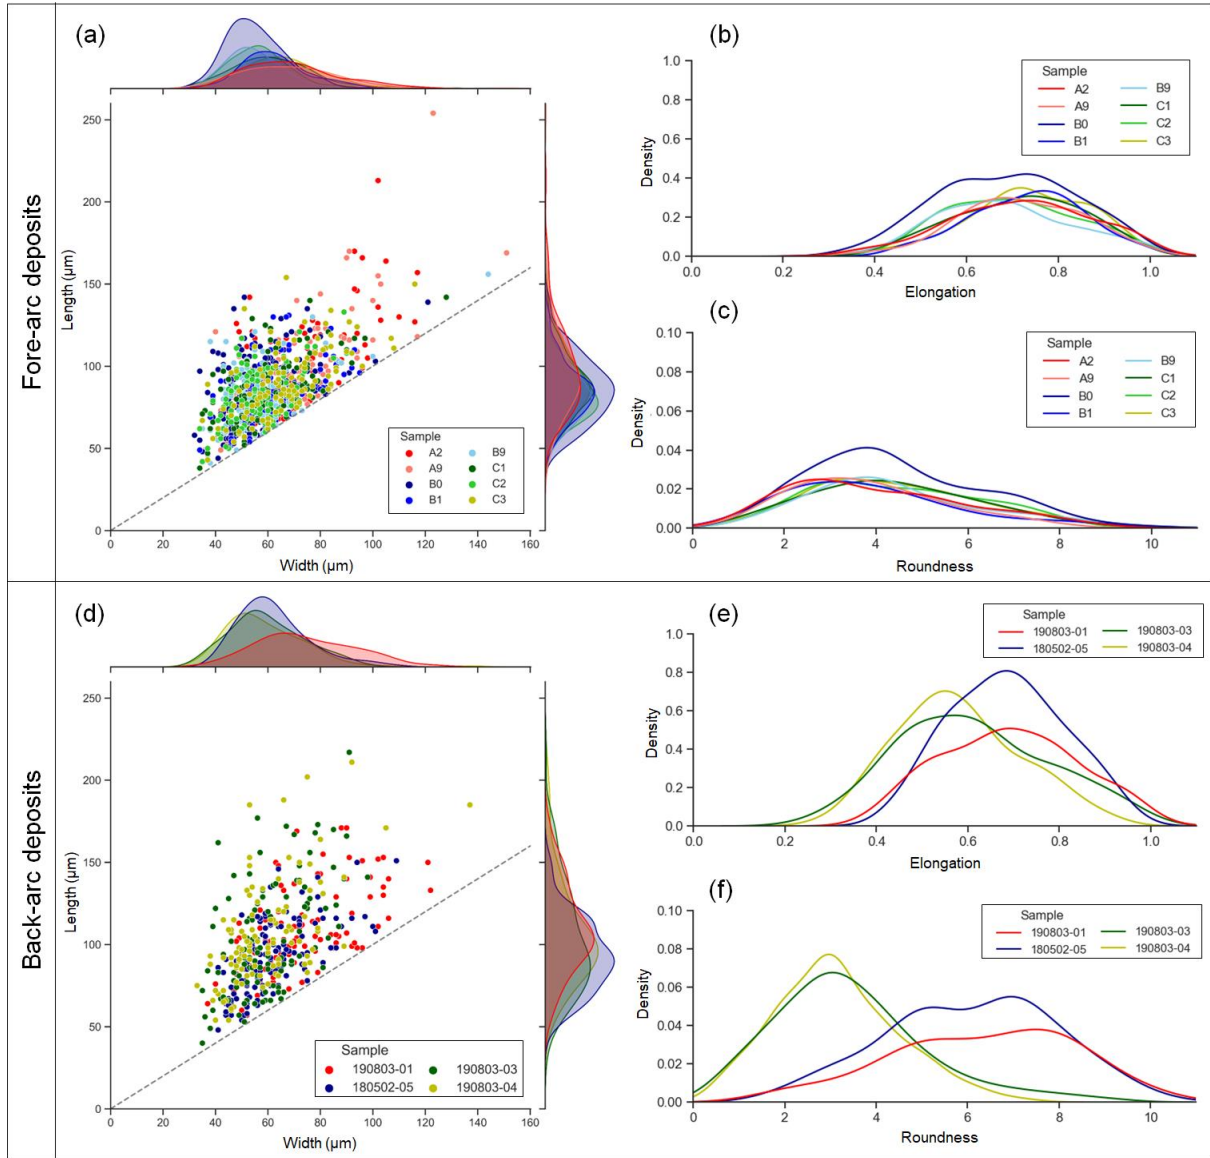 Fore-arc deposits
(a)
250
200
150
100
50
0
Length (μm)
0 20 40 60 80 100 120 140 160
Width (μm)
Sample
A2 B9
A9 C1
B0 C2
B1 C3
(b)
1.0
0.8
0.6
0.4
0.2
0.0
Density
0.0 0.2 0.4 0.6 0.8 1.0
Elongation
Sample
A2 B9
A9 C1
B0 C2
B1 C3
(c)
0.10
0.08
0.06
0.04
0.02
0.00
Density
0 2 4 6 8 10
Roundness
Sample
A2 B9
A9 C1
B0 C2
B1 C3
Back-arc deposits
(d)
250
200
150
100
50
0
Length (μm)
0 20 40 60 80 100 120 140 160
Width (μm)
Sample
190803-01 190803-03
180502-05 190803-04
(e)
Sample
190803-01 190803-03
180502-05 190803-04
1.0
0.8
0.6
0.4
0.2
0.0
Density
0.0 0.2 0.4 0.6 0.8 1.0
Elongation
(f)
0.10
0.08
0.06
0.04
0.02
0.00
Density
0 2 4 6 8 10
Roundness
Sample
190803-01 190803-03
180502-05 190803-04